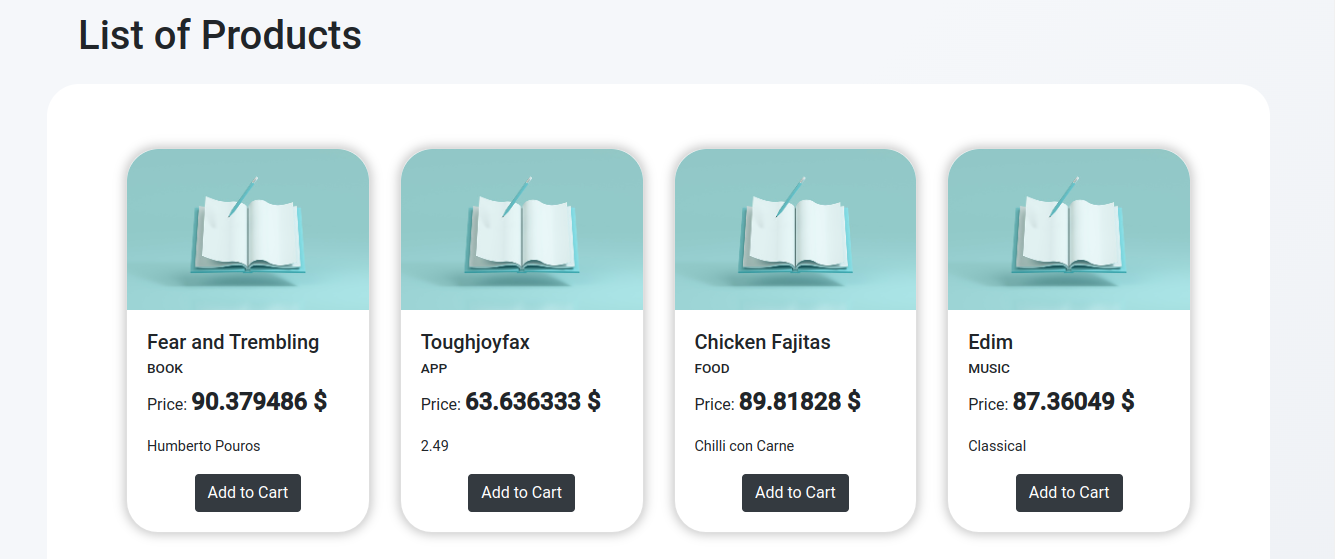 List of Products
Fear and Trembling
BOOK
Price: 90.379486 $
Humberto Pouros
Add to Cart
Toughjoyfax
APP
Price: 63.636333 $
2.49
Add to Cart
Chicken Fajitas
FOOD
Price: 89.81828 $
Chilli con Carne
Add to Cart
Edim
MUSIC
Price: 87.36049 $
Classical
Add to Cart